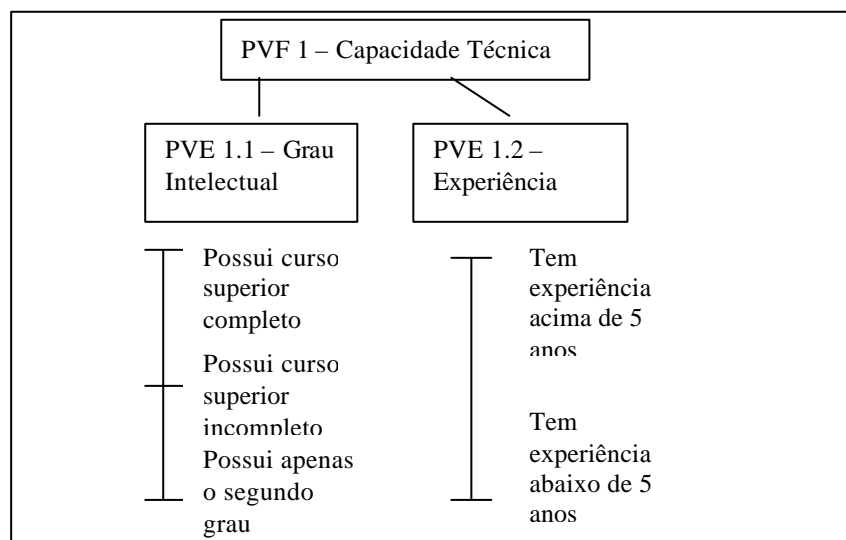 PVF 1 – Capacidade Técnica
PVE 1.1 – Grau
Intelectual
PVE 1.2 –
Experiência
Possui curso
superior
completo
Possui curso
superior
incompleto
Possui apenas
o segundo
grau
Tem
experiência
acima de 5
anos
Tem
experiência
abaixo de 5
anos